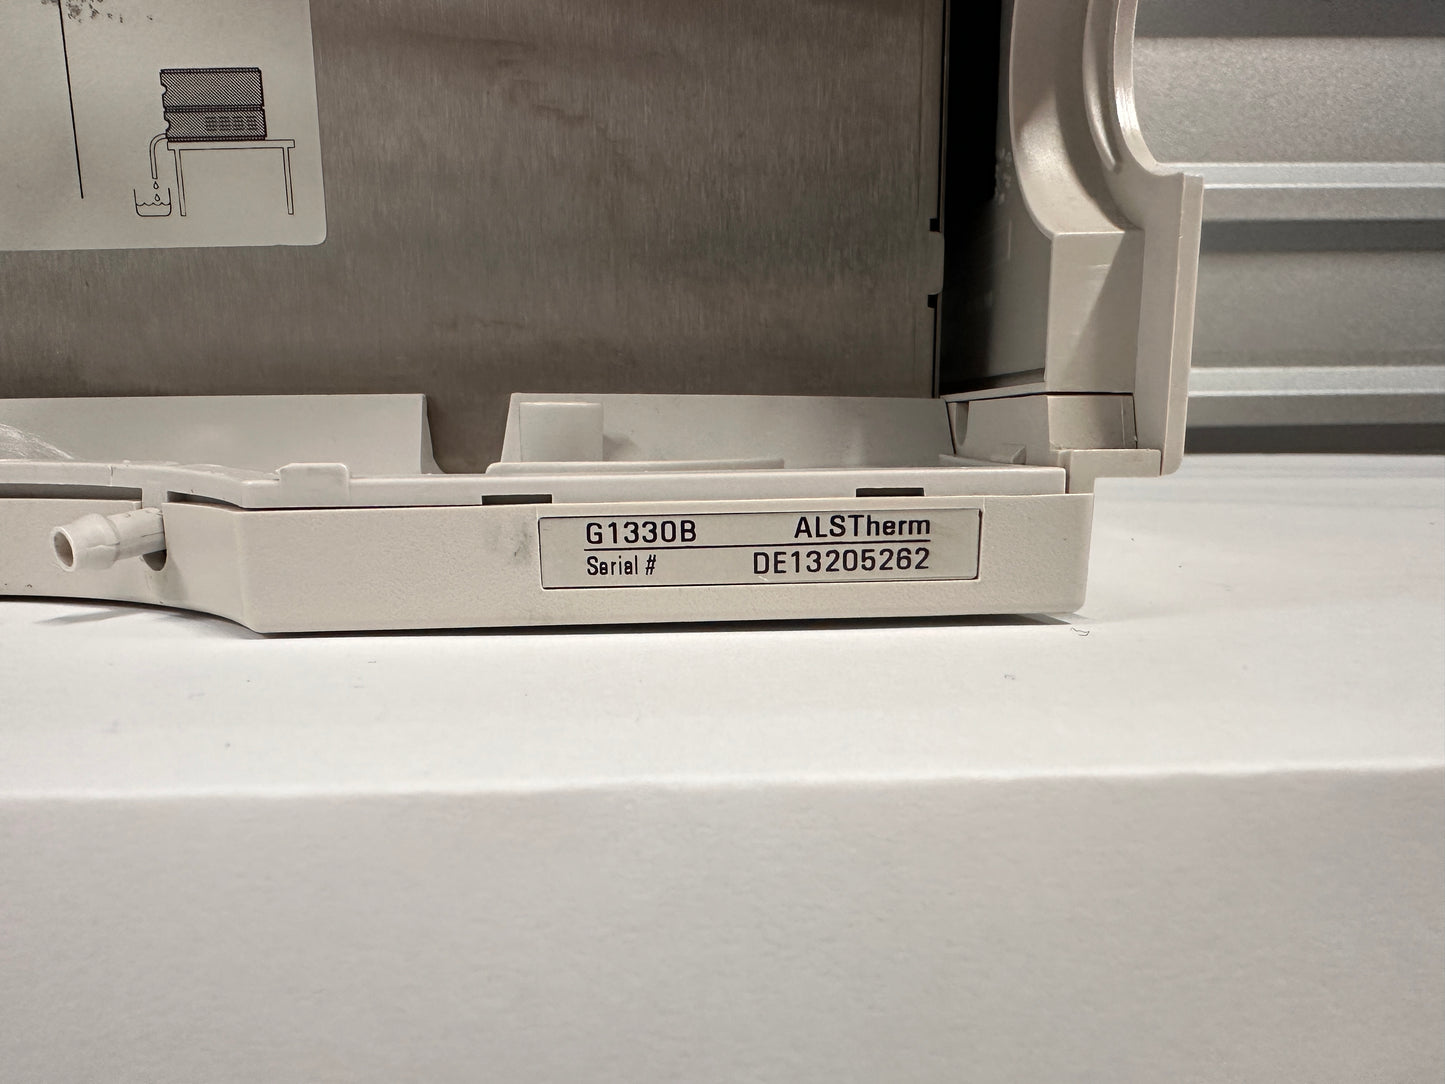 G1330B ALSTherm
Serial # DE13205262